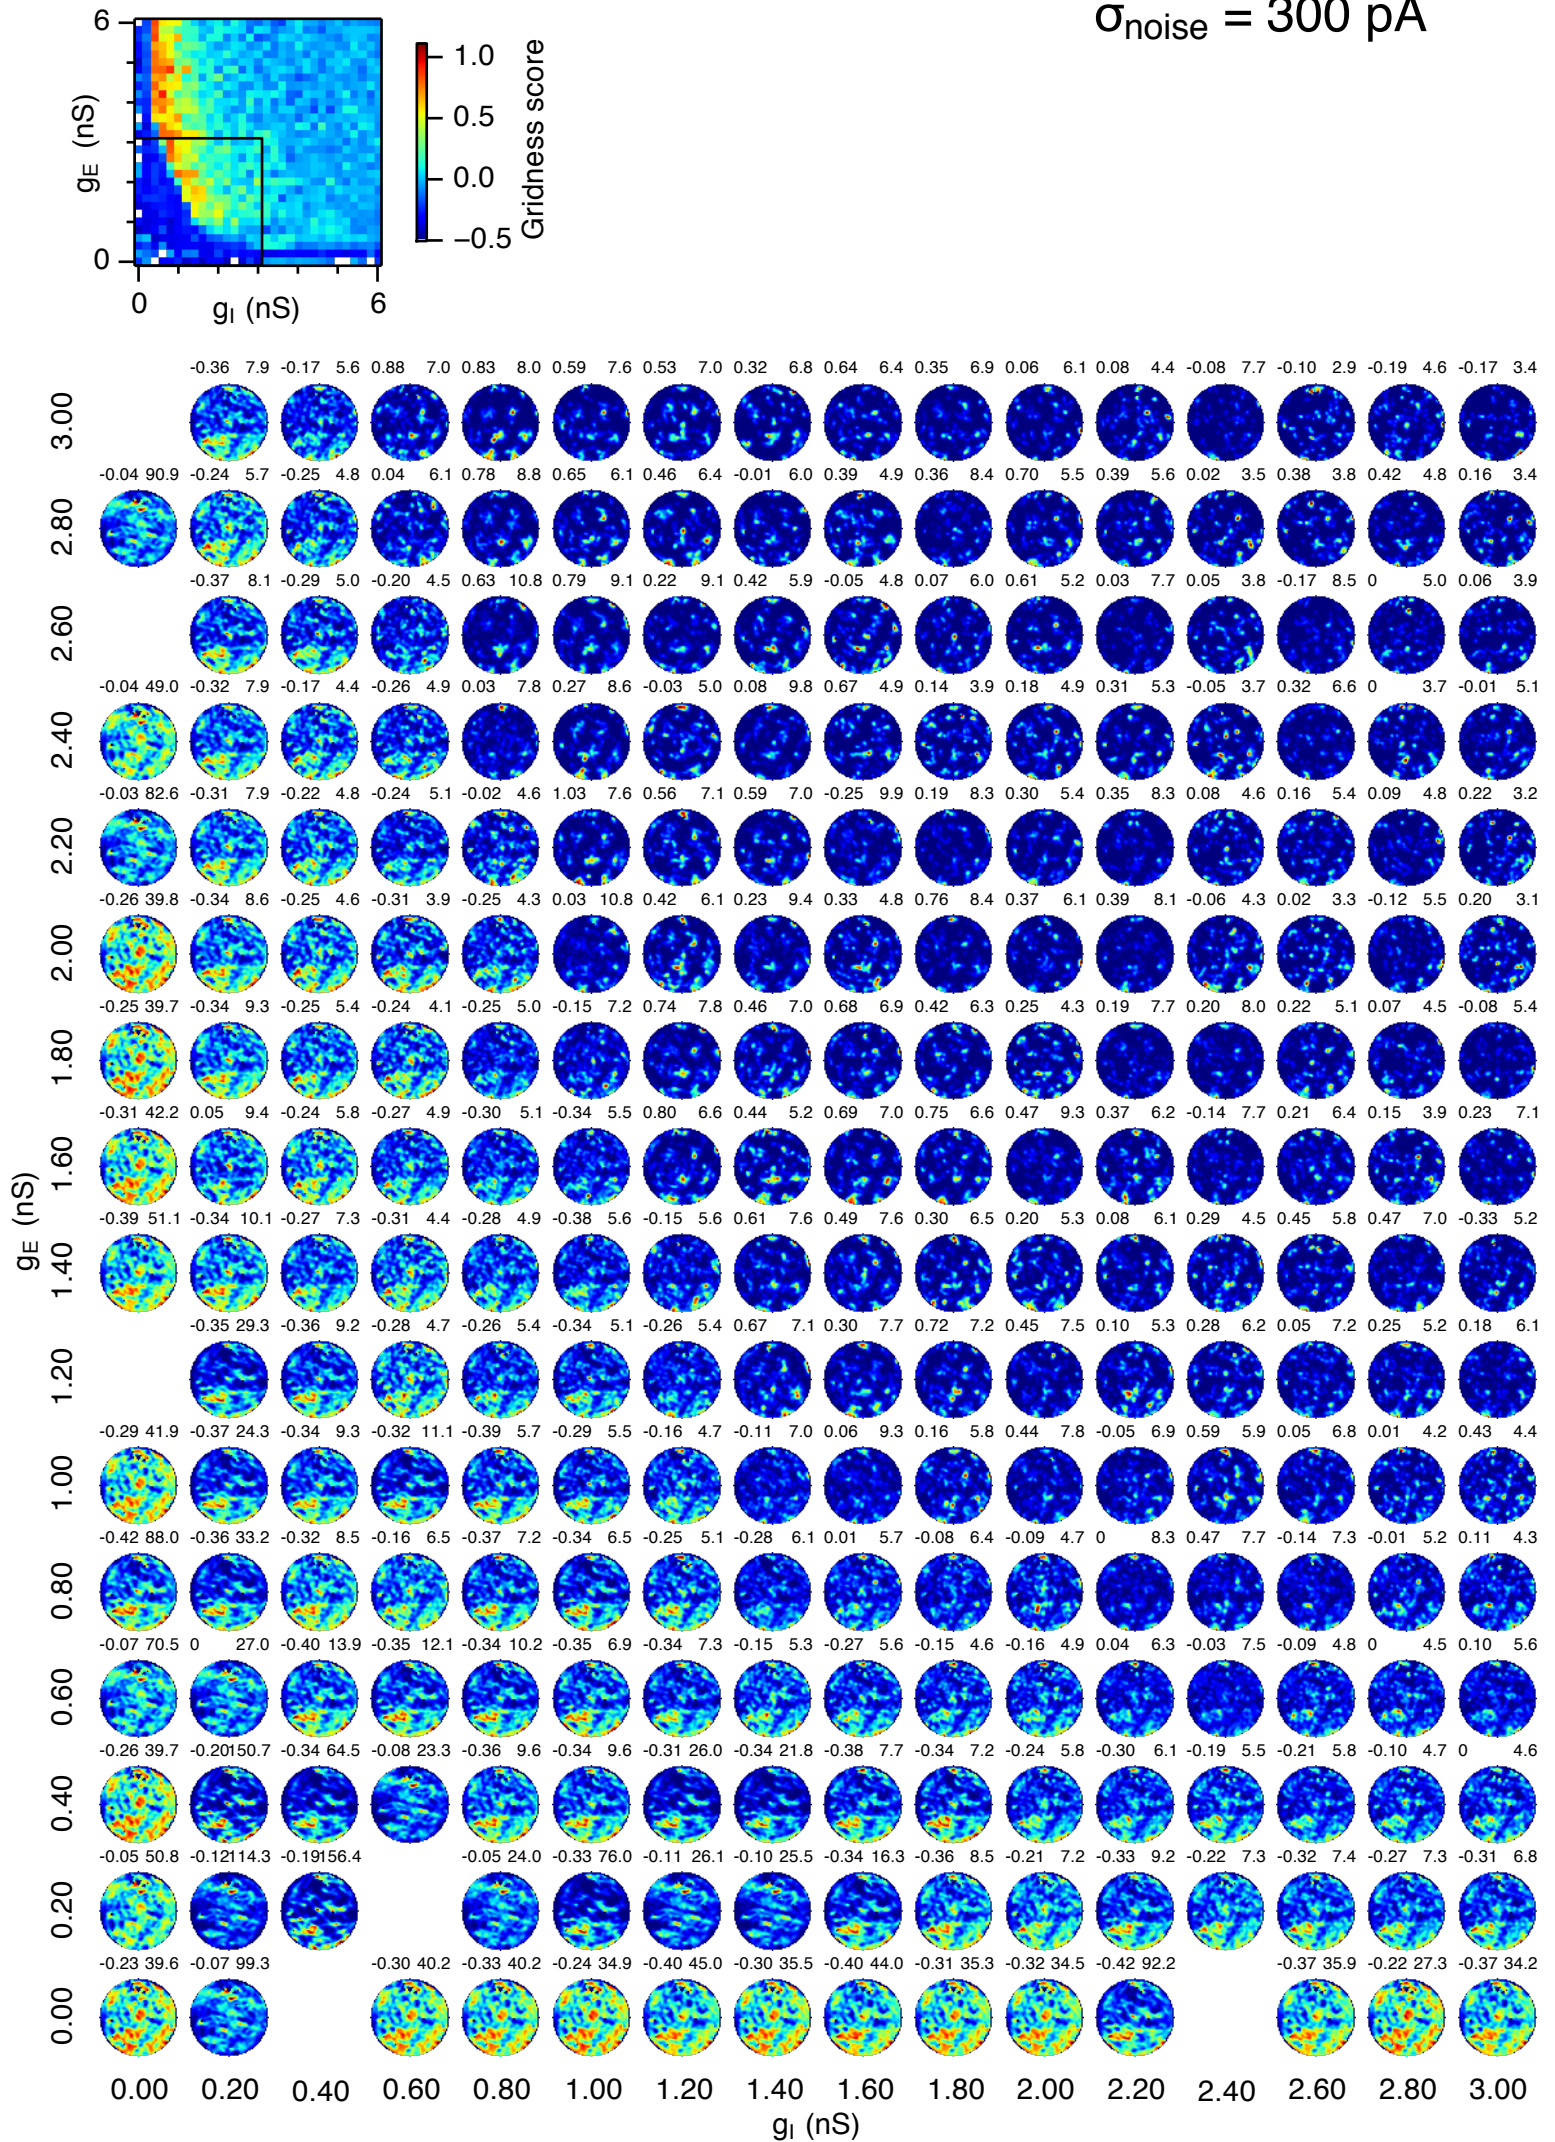 σnoise = 300 pA
6
gE (nS)
0
0
gI (nS)
6
1.0
0.5
0.0
−0.5
Gridness score
-0.36 7.9 -0.17 5.6 0.88 7.0 0.83 8.0 0.59 7.6 0.53 7.0 0.32 6.8 0.64 6.4 0.35 6.9 0.06 6.1 0.08 4.4 -0.08 7.7 -0.10 2.9 -0.19 4.6 -0.17 3.4
3.00
-0.04 90.9 -0.24 5.7 -0.25 4.8 0.04 6.1 0.78 8.8 0.65 6.1 0.46 6.4 -0.01 6.0 0.39 4.9 0.36 8.4 0.70 5.5 0.39 5.6 0.02 3.5 0.38 3.8 0.42 4.8 0.16 3.4
2.80
-0.37 8.1 -0.29 5.0 -0.20 4.5 0.63 10.8 0.79 9.1 0.22 9.1 0.42 5.9 -0.05 4.8 0.07 6.0 0.61 5.2 0.03 7.7 0.05 3.8 -0.17 8.5 0 5.0 0.06 3.9
2.60
-0.04 49.0 -0.32 7.9 -0.17 4.4 -0.26 4.9 0.03 7.8 0.27 8.6 -0.03 5.0 0.08 9.8 0.67 4.9 0.14 3.9 0.18 4.9 0.31 5.3 -0.05 3.7 0.32 6.6 0 3.7 -0.01 5.1
2.40
-0.03 82.6 -0.31 7.9 -0.22 4.8 -0.24 5.1 -0.02 4.6 1.03 7.6 0.56 7.1 0.59 7.0 -0.25 9.9 0.19 8.3 0.30 5.4 0.35 8.3 0.08 4.6 0.16 5.4 0.09 4.8 0.22 3.2
2.20
-0.26 39.8 -0.34 8.6 -0.25 4.6 -0.31 3.9 -0.25 4.3 0.03 10.8 0.42 6.1 0.23 9.4 0.33 4.8 0.76 8.4 0.37 6.1 0.39 8.1 -0.06 4.3 0.02 3.3 -0.12 5.5 0.20 3.1
2.00
-0.25 39.7 -0.34 9.3 -0.25 5.4 -0.24 4.1 -0.25 5.0 -0.15 7.2 0.74 7.8 0.46 7.0 0.68 6.9 0.42 6.3 0.25 4.3 0.19 7.7 0.20 8.0 0.22 5.1 0.07 4.5 -0.08 5.4
1.80
-0.31 42.2 0.05 9.4 -0.24 5.8 -0.27 4.9 -0.30 5.1 -0.34 5.5 0.80 6.6 0.44 5.2 0.69 7.0 0.75 6.6 0.47 9.3 0.37 6.2 -0.14 7.7 0.21 6.4 0.15 3.9 0.23 7.1
1.60
-0.39 51.1 -0.34 10.1 -0.27 7.3 -0.31 4.4 -0.28 4.9 -0.38 5.6 -0.15 5.6 0.61 7.6 0.49 7.6 0.30 6.5 0.20 5.3 0.08 6.1 0.29 4.5 0.45 5.8 0.47 7.0 -0.33 5.2
gE (nS)
1.40
-0.35 29.3 -0.36 9.2 -0.28 4.7 -0.26 5.4 -0.34 5.1 -0.26 5.4 0.67 7.1 0.30 7.7 0.72 7.2 0.45 7.5 0.10 5.3 0.28 6.2 0.05 7.2 0.25 5.2 0.18 6.1
1.20
-0.29 41.9 -0.37 24.3 -0.34 9.3 -0.32 11.1 -0.39 5.7 -0.29 5.5 -0.16 4.7 -0.11 7.0 0.06 9.3 0.16 5.8 0.44 7.8 -0.05 6.9 0.59 5.9 0.05 6.8 0.01 4.2 0.43 4.4
1.00
-0.42 88.0 -0.36 33.2 -0.32 8.5 -0.16 6.5 -0.37 7.2 -0.34 6.5 -0.25 5.1 -0.28 6.1 0.01 5.7 -0.08 6.4 -0.09 4.7 0 8.3 0.47 7.7 -0.14 7.3 -0.01 5.2 0.11 4.3
0.80
-0.07 70.5 0 27.0 -0.40 13.9 -0.35 12.1 -0.34 10.2 -0.35 6.9 -0.34 7.3 -0.15 5.3 -0.27 5.6 -0.15 4.6 -0.16 4.9 0.04 6.3 -0.03 7.5 -0.09 4.8 0 4.5 0.10 5.6
0.60
-0.26 39.7 -0.20150.7 -0.34 64.5 -0.08 23.3 -0.36 9.6 -0.34 9.6 -0.31 26.0 -0.34 21.8 -0.38 7.7 -0.34 7.2 -0.24 5.8 -0.30 6.1 -0.19 5.5 -0.21 5.8 -0.10 4.7 0 4.6
0.40
-0.05 50.8 -0.12114.3 -0.19156.4 -0.05 24.0 -0.33 76.0 -0.11 26.1 -0.10 25.5 -0.34 16.3 -0.36 8.5 -0.21 7.2 -0.33 9.2 -0.22 7.3 -0.32 7.4 -0.27 7.3 -0.31 6.8
0.20
-0.23 39.6 -0.07 99.3 -0.30 40.2 -0.33 40.2 -0.24 34.9 -0.40 45.0 -0.30 35.5 -0.40 44.0 -0.31 35.3 -0.32 34.5 -0.42 92.2 -0.37 35.9 -0.22 27.3 -0.37 34.2
0.00
0.00 0.20 0.40 0.60 0.80 1.00 1.20 1.40 1.60 1.80 2.00 2.20 2.40 2.60 2.80 3.00
gI (nS)